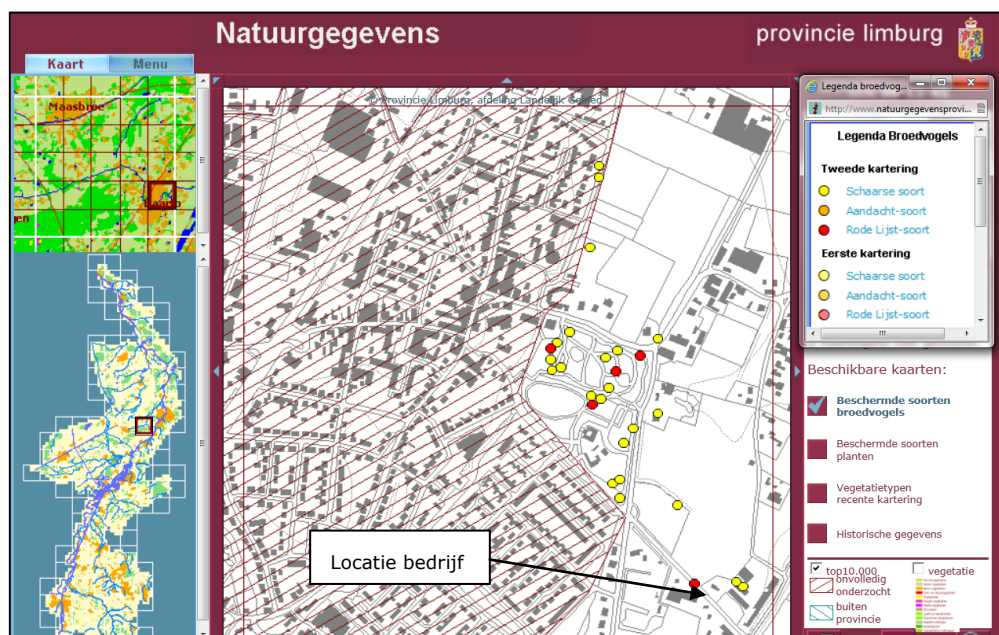 Natuurgegevens
provincie limburg
Kaart
Menu
Maasbree
© Provincie Limburg, afdeling Landelijk Gebied
Locatie bedrijf
Legenda broedvog...
http://www.natuurgegevensprovi...
Legenda Broedvogels
Tweede kartering
Schaarse soort
Aandacht-soort
Rode Lijst-soort
Eerste kartering
Schaarse soort
Aandacht-soort
Rode Lijst-soort
Beschikbare kaarten:
Beschermde soorten
broedvogels
Beschermde soorten
planten
Vegetatietypen
recente kartering
Historische gegevens
top10.000
vegetatie
onvolledig
onderzocht
buiten
provincie